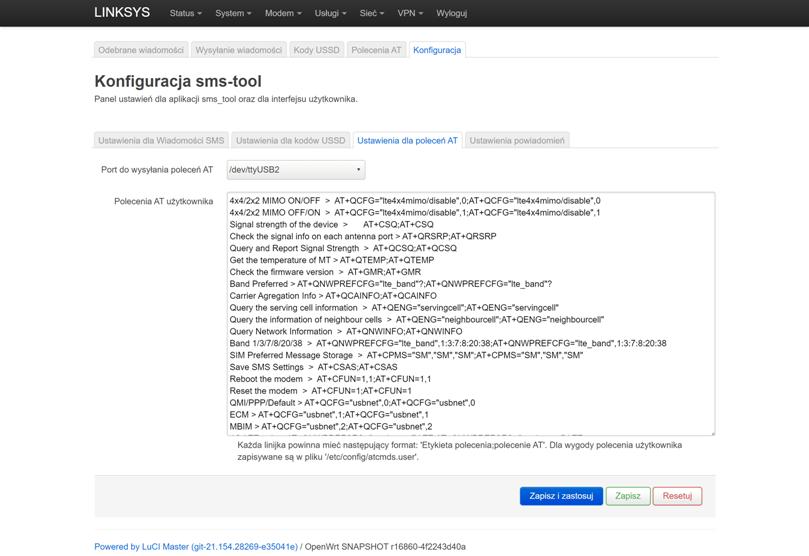 LINKSYS Status System Modem Usługi Sieć VPN Wyloguj
Odebrane wiadomości Wysyłanie wiadomości Kody USSD Polecenia AT Konfiguracja
Konfiguracja sms-tool
Panel ustawień dla aplikacji sms_tool oraz dla interfejsu użytkownika.
Ustawienia dla Wiadomości SMS Ustawienia dla kodów USSD Ustawienia dla poleceń AT Ustawienia powiadomień
Port do wysyłania poleceń AT /dev/ttyUSB2
Polecenia AT użytkownika
4x4/2x2 MIMO ON/OFF > AT+QCFG="lte4x4mimo/disable",0;AT+QCFG="lte4x4mimo/disable",0
4x4/2x2 MIMO OFF/ON > AT+QCFG="lte4x4mimo/disable",1;AT+QCFG="lte4x4mimo/disable",1
Signal strength of the device > AT+CSQ;AT+CSQ
Check the signal info on each antenna port > AT+QRSRP;AT+QRSRP
Query and Report Signal Strength > AT+QCSQ;AT+QCSQ
Get the temperature of MT > AT+QTEMP;AT+QTEMP
Check the firmware version > AT+GMR;AT+GMR
Band Preferred > AT+QNWPREFCFG="lte_band"?;AT+QNWPREFCFG="lte_band"?
Carrier Agregation Info > AT+QCAINFO;AT+QCAINFO
Query the serving cell information > AT+QENG="servingcell";AT+QENG="servingcell"
Query the information of neighbour cells > AT+QENG="neighbourcell";AT+QENG="neighbourcell"
Query Network Information > AT+QNWINFO;AT+QNWINFO
Band 1/3/7/8/20/38 > AT+QNWPREFCFG="lte_band",1:3:7:8:20:38;AT+QNWPREFCFG="lte_band",1:3:7:8:20:38
SIM Preferred Message Storage > AT+CPMS="SM","SM","SM";AT+CPMS="SM","SM","SM"
Save SMS Settings > AT+CSAS;AT+CSAS
Reboot the modem > AT+CFUN=1,1;AT+CFUN=1,1
Reset the modem > AT+CFUN=1;AT+CFUN=1
QMI/PPP/Default > AT+QCFG="usbnet",0;AT+QCFG="usbnet",0
ECM > AT+QCFG="usbnet",1;AT+QCFG="usbnet",1
MBIM > AT+QCFG="usbnet",2;AT+QCFG="usbnet",2
Każda linijka powinna mieć następujący format: 'Etykieta polecenia;polecenie AT'. Dla wygody polecenia użytkownika
zapisywane są w pliku '/etc/config/atcmds.user'.
Zapisz i zastosuj Zapisz Resetuj
Powered by LuCI Master (git-21.154.28269-e35041e) / OpenWrt SNAPSHOT r16860-4f2243d40a